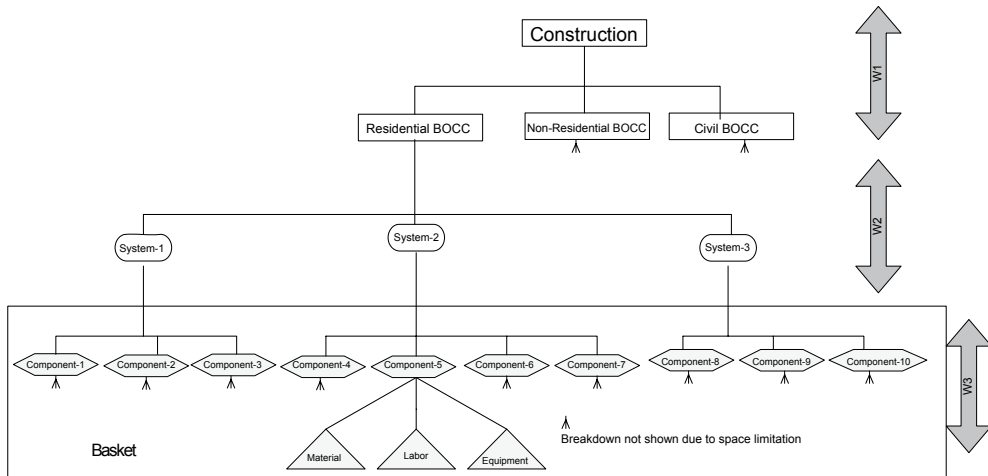 Construction
W1
Residential BOCC
Non-Residential BOCC
Civil BOCC
W2
System-1
System-2
System-3
Component-1
Component-2
Component-3
Component-4
Component-5
Component-6
Component-7
Component-8
Component-9
Component-10
W3
Breakdown not shown due to space limitation
Basket
Material
Labor
Equipment